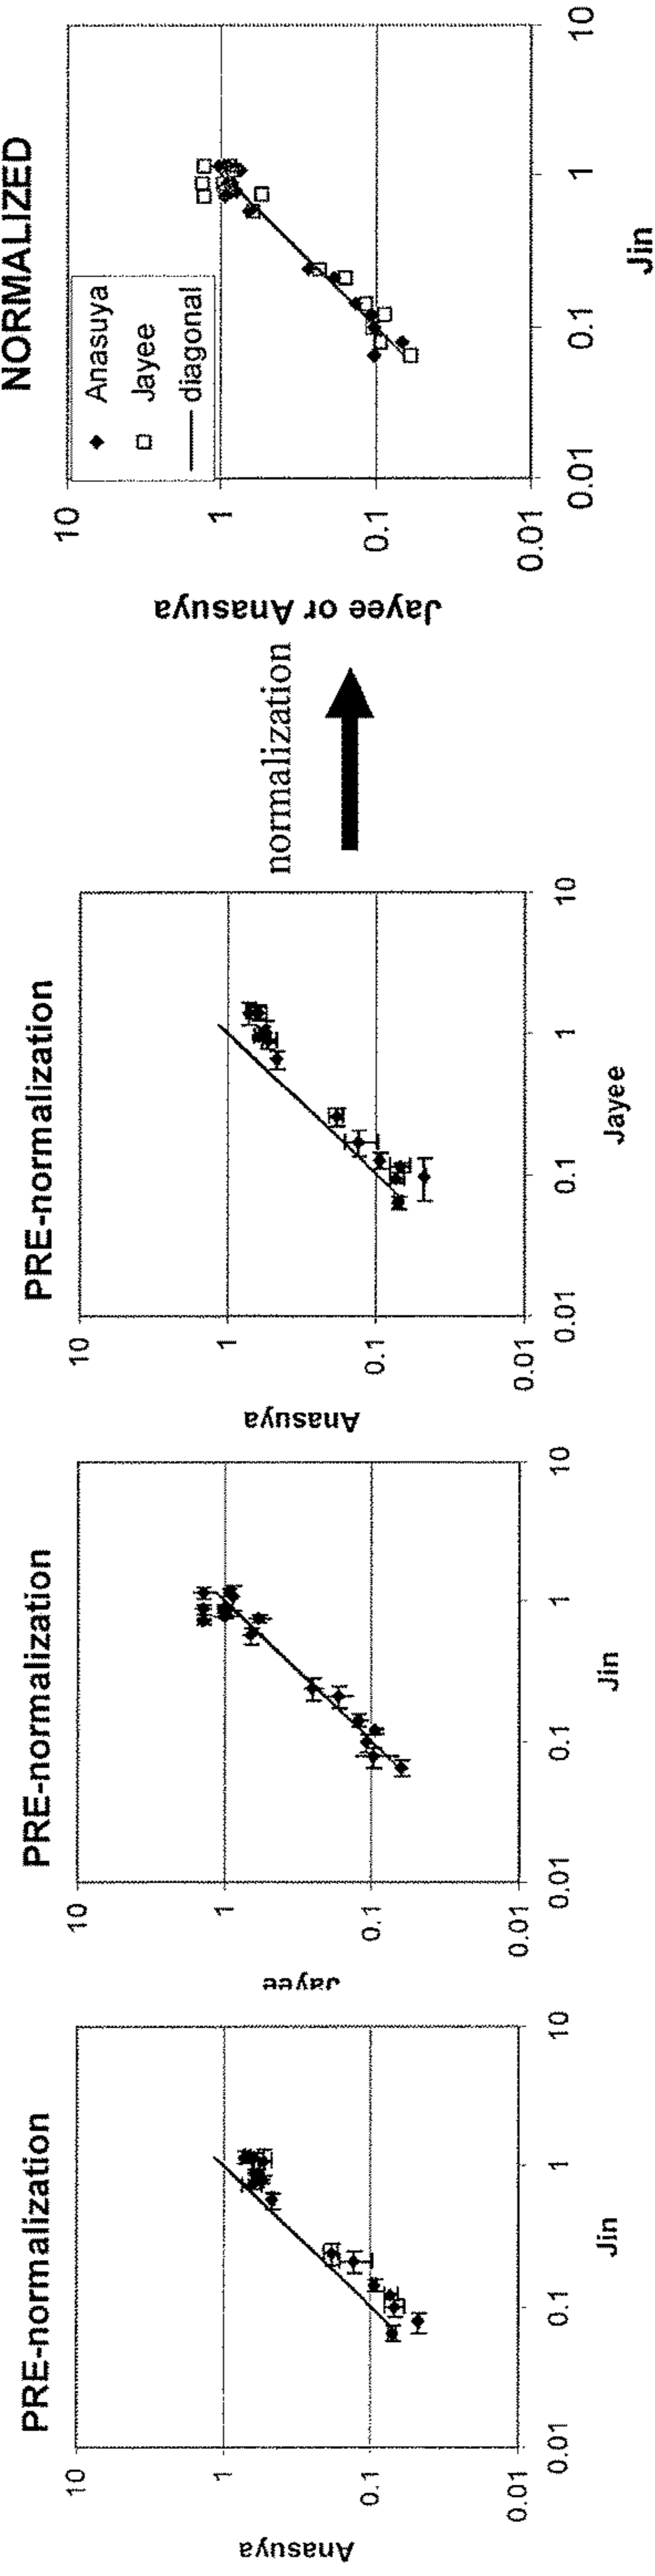 PRE-normalization
10
1
0.1
0.01
Anasuya
0.01
0.1
1
10
Jin
PRE-normalization
10
1
0.1
0.01
Jayee
0.01
0.1
1
10
Jin
PRE-normalization
10
1
0.1
0.01
Anasuya
0.01
0.1
1
10
Jayee
normalization
NORMALIZED
10
1
0.1
0.01
Jayee or Anasuya
Anasuya
Jayee
diagonal
0.01
0.1
1
10
Jin